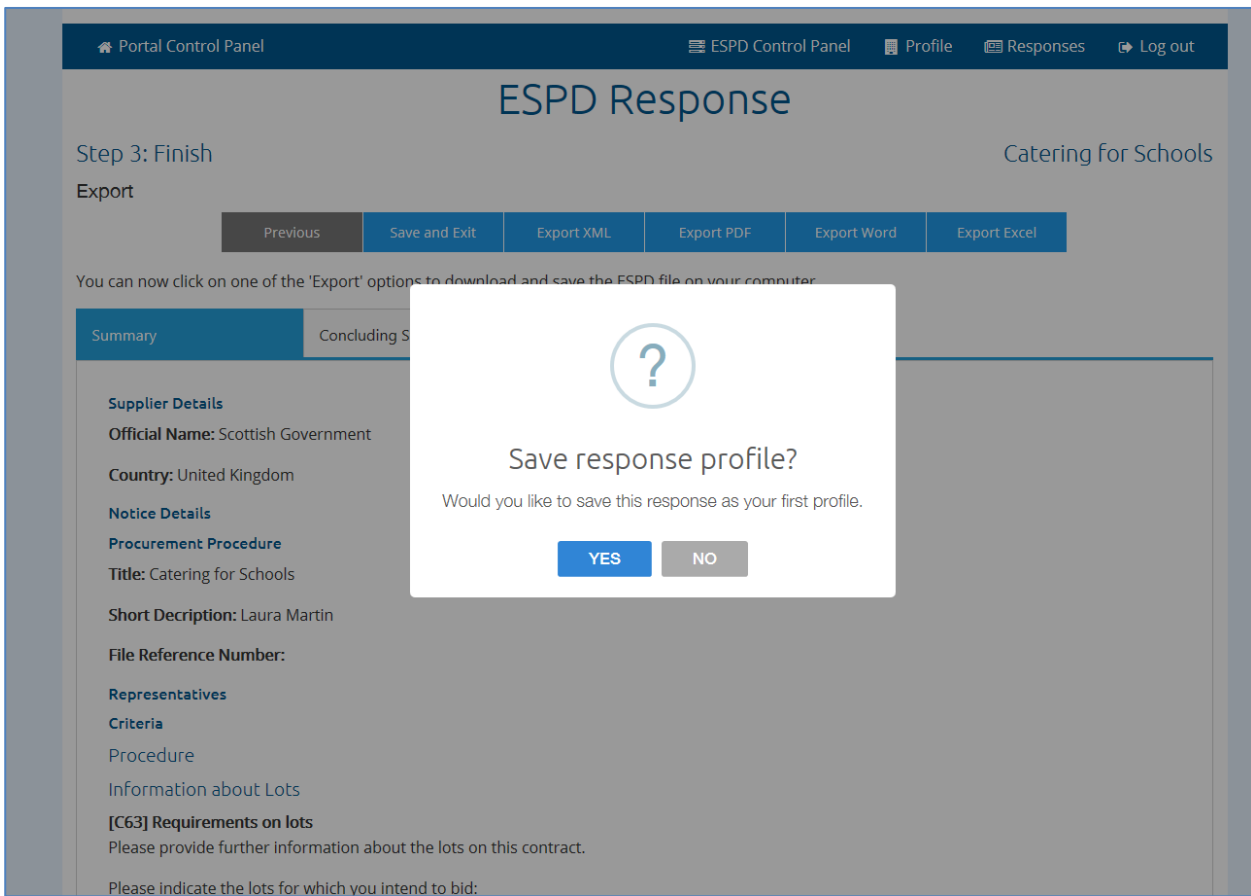 Portal Control Panel ESPD Control Panel Profile Responses Log out
ESPD Response
Step 3: Finish Catering for Schools
Export
Previous Save and Exit Export XML Export PDF Export Word Export Excel
You can now click on one of the 'Export' options to download and save the ESPD file on your computer
Summary Concluding S
?
Save response profile?
Would you like to save this response as your first profile.
YES NO
Supplier Details
Official Name: Scottish Government
Country: United Kingdom
Notice Details
Procurement Procedure
Title: Catering for Schools
Short Decription: Laura Martin
File Reference Number:
Representatives
Criteria
Procedure
Information about Lots
[C63] Requirements on lots
Please provide further information about the lots on this contract.
Please indicate the lots for which you intend to bid: